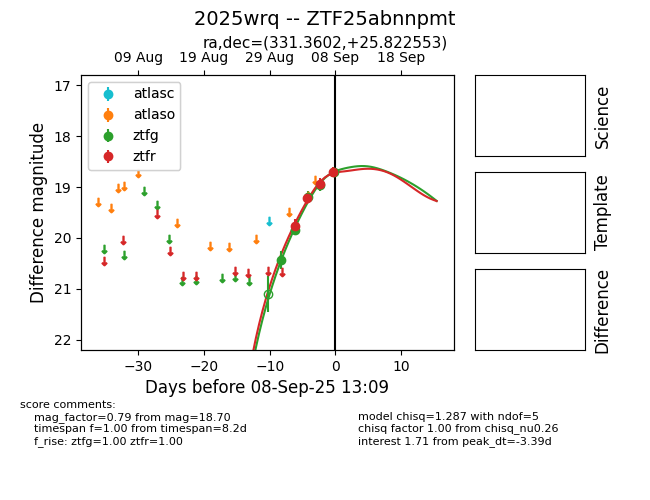 2025wrq -- ZTF25abnnpmt
ra,dec=(331.3602,+25.822553)
09 Aug 19 Aug 29 Aug 08 Sep 18 Sep
atlasc
atlaso
ztfg
ztfr
17
18
19
20
21
22
Difference magnitude
−30 −20 −10 0 10
Days before 08-Sep-25 13:09
Science
Template
Difference
score comments:
mag_factor=0.79 from mag=18.70
timespan f=1.00 from timespan=8.2d
f_rise: ztfg=1.00 ztfr=1.00
model chisq=1.287 with ndof=5
chisq factor 1.00 from chisq_nu0.26
interest 1.71 from peak_dt=-3.39d